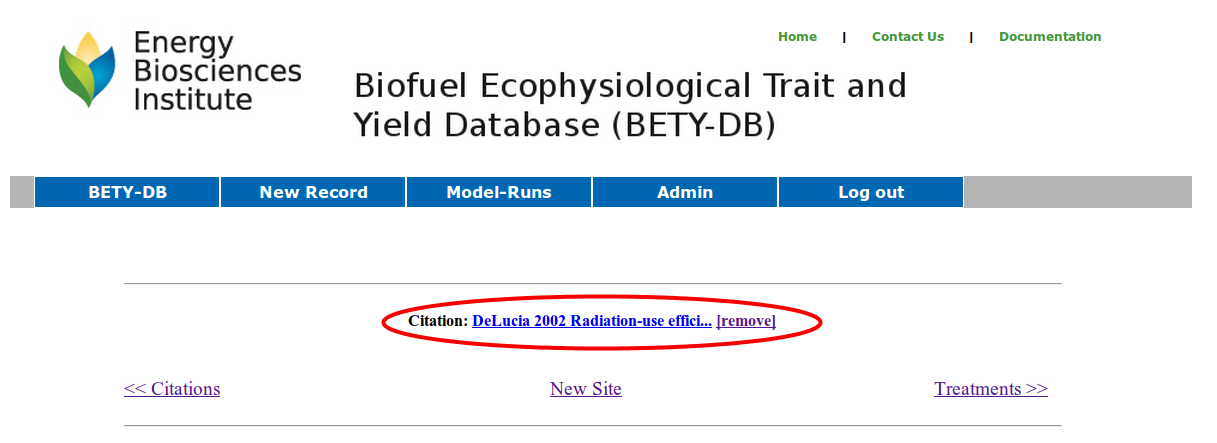 Energy
Biosciences
Institute
Home | Contact Us | Documentation
Biofuel Ecophysiological Trait and
Yield Database (BETY-DB)
BETY-DB New Record Model-Runs Admin Log out
Citation: DeLucia 2002 Radiation-use effici... [remove]
<< Citations New Site Treatments >>